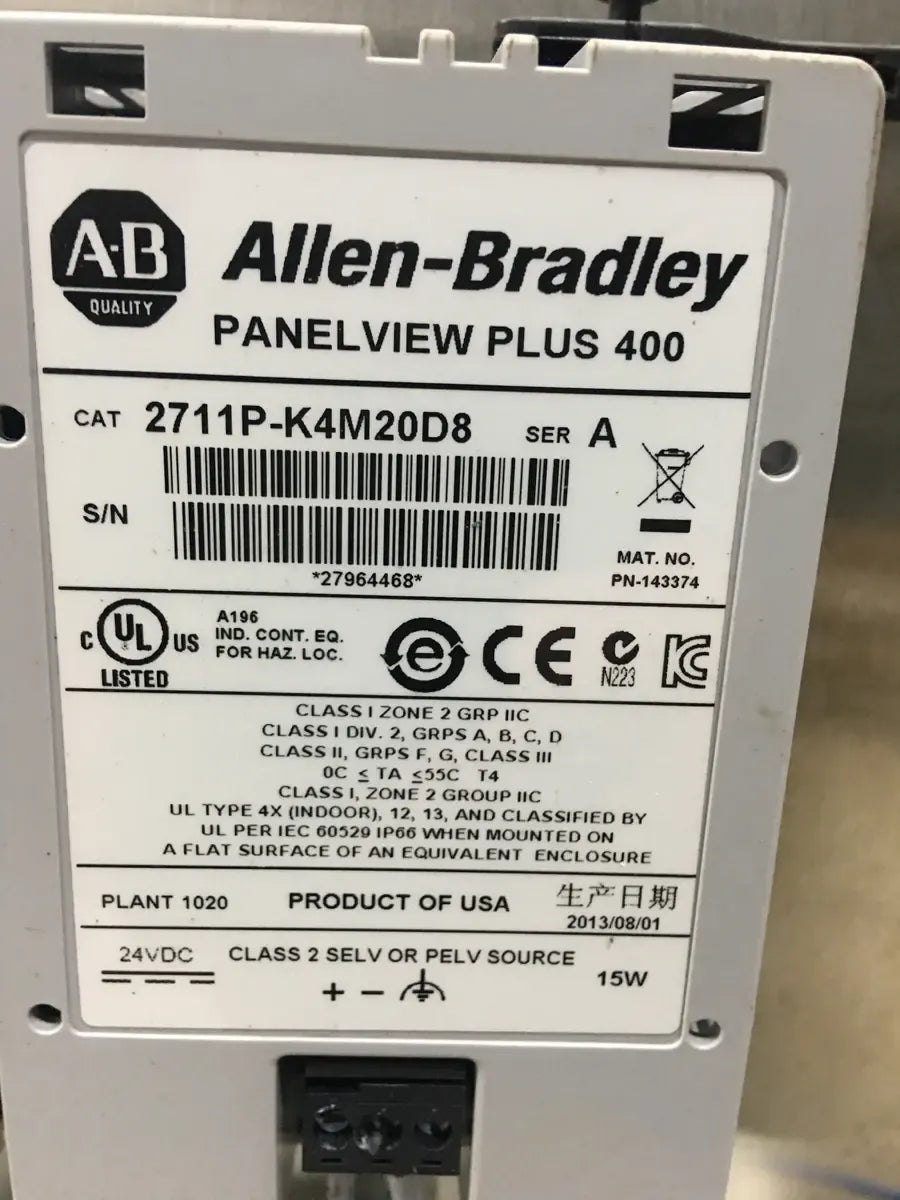 A-B
QUALITY
Allen-Bradley
PANELVIEW PLUS 400
CAT 2711P-K4M20D8 SER A
S/N
*27964468*
MAT. NO.
PN-143374
C UL US
LISTED
A196
IND. CONT. EQ.
FOR HAZ. LOC.
e CE N223 KC
CLASS I ZONE 2 GRP IIC
CLASS I DIV. 2, GRPS A, B, C, D
CLASS II, GRPS F, G, CLASS III
0C ≤ TA ≤55C T4
CLASS I, ZONE 2 GROUP IIC
UL TYPE 4X (INDOOR), 12, 13, AND CLASSIFIED BY
UL PER IEC 60529 IP66 WHEN MOUNTED ON
A FLAT SURFACE OF AN EQUIVALENT ENCLOSURE
PLANT 1020 PRODUCT OF USA 生产日期
2013/08/01
24VDC CLASS 2 SELV OR PELV SOURCE
+ − 15W